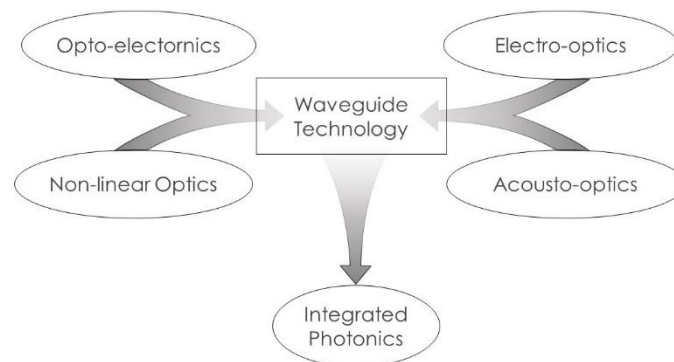 Opto-electornics
Electro-optics
Waveguide
Technology
Non-linear Optics
Acousto-optics
Integrated
Photonics